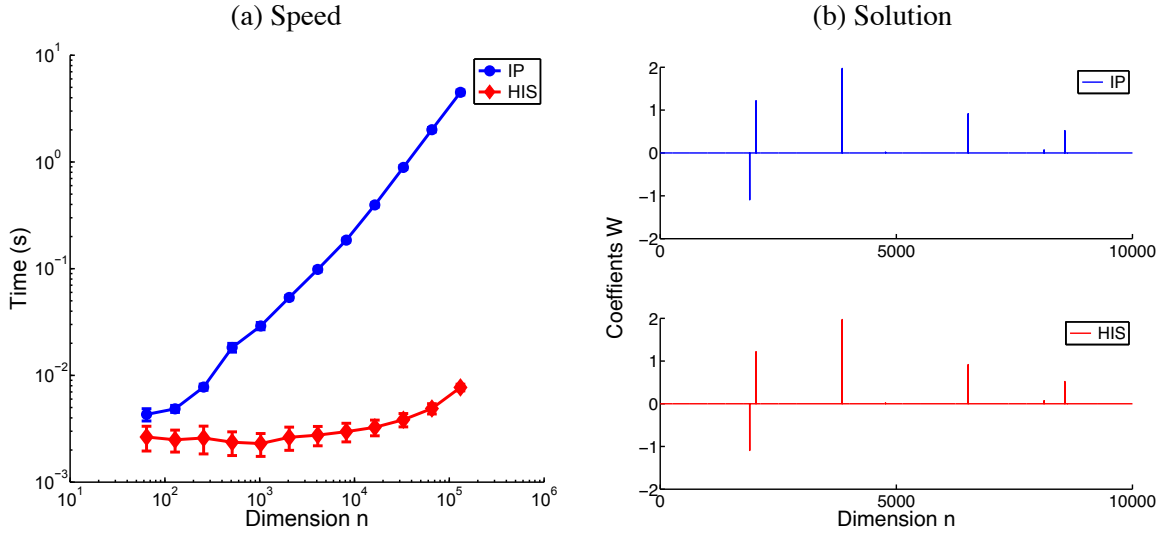 (a) Speed
10^1
10^0
10^-1
10^-2
10^-3
Time (s)
10^1 10^2 10^3 10^4 10^5 10^6
Dimension n
IP
HIS
(b) Solution
Coeffients W
2
1
0
−1
−2
0 5000 10000
IP
2
1
0
−1
−2
0 5000 10000
HIS
Dimension n